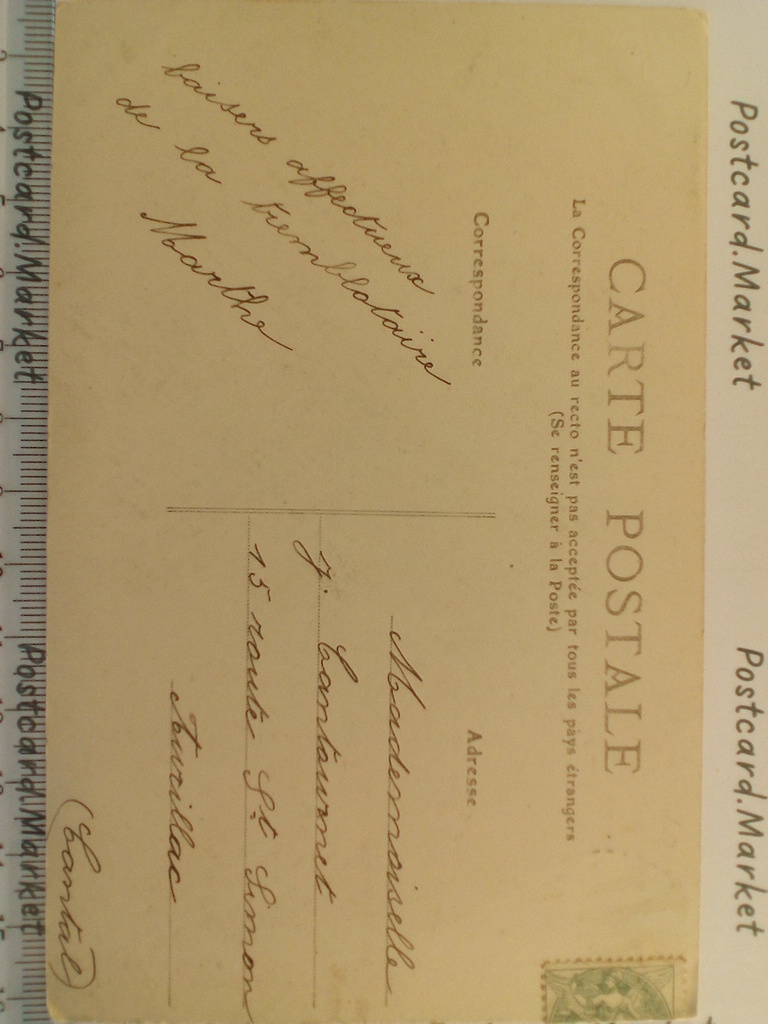 Postcard.Market
Postcard.Market
CARTE POSTALE
La Correspondance au recto n'est pas acceptée par tous les pays étrangers
(Se renseigner à la Poste)
Correspondance
Adresse
baisers affectueux
de la tremblotaire
Marthe
Mademoiselle
J. Cantournet
15 route St Simon
Aurillac
(Cantal)
Postcard.Market
Postcard.Market